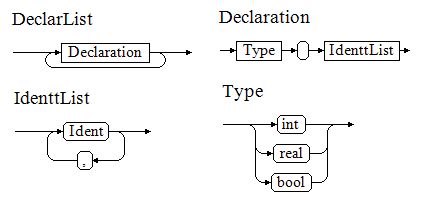 DeclarList
Declaration
Declaration
Type
IdenttList
IdenttList
Ident
,
Type
int
real
bool